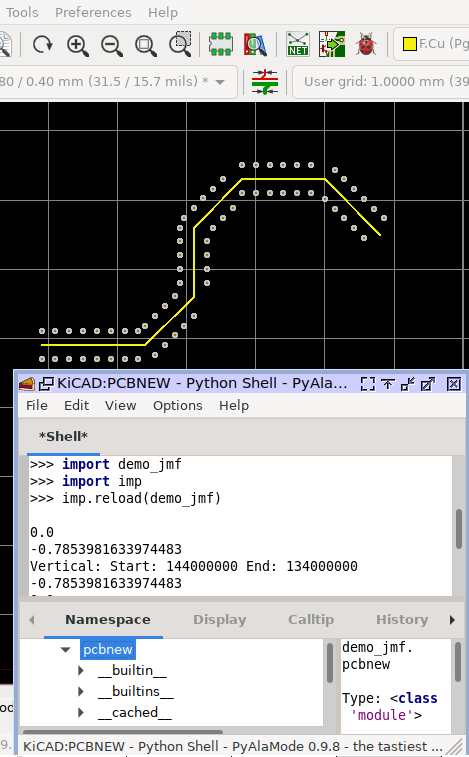 Tools Preferences Help
NET
F.Cu (Pg
80 / 0.40 mm (31.5 / 15.7 mils) *
User grid: 1.0000 mm (39
KiCAD:PCBNEW - Python Shell - PyAla...
File Edit View Options Help
*Shell*
>>> import demo_jmf
>>> import imp
>>> imp.reload(demo_jmf)
0.0
-0.7853981633974483
Vertical: Start: 144000000 End: 134000000
-0.7853981633974483
Namespace Display Calltip History
pcbnew
__builtin__
__builtins__
__cached__
demo_jmf.
pcbnew
Type: <class
'module'>
KiCAD:PCBNEW - Python Shell - PyAlaMode 0.9.8 - the tastiest ...